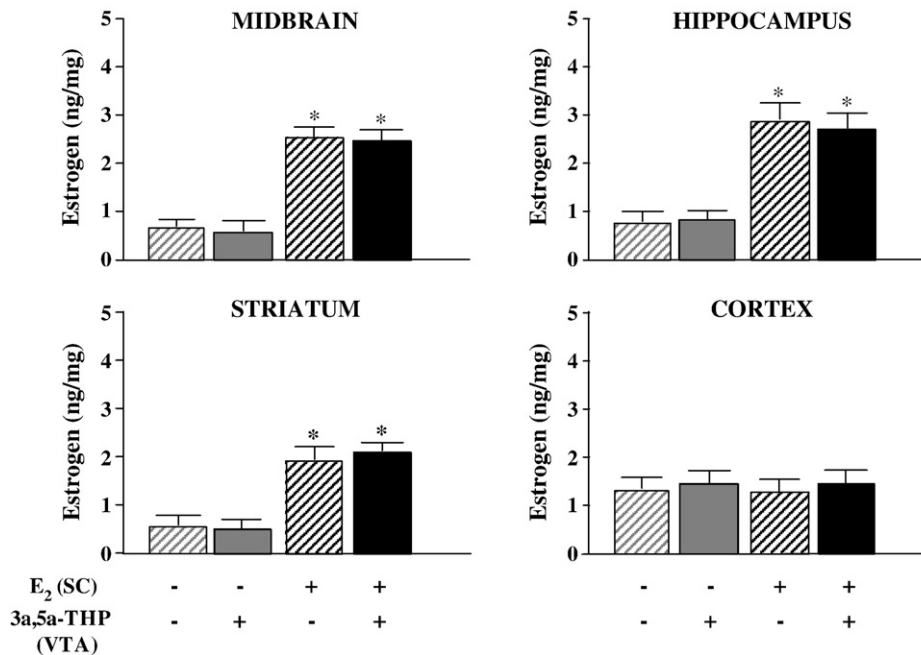 MIDBRAIN
Estrogen (ng/mg)
5
4
3
2
1
0
* *
HIPPOCAMPUS
Estrogen (ng/mg)
5
4
3
2
1
0
* *
STRIATUM
Estrogen (ng/mg)
5
4
3
2
1
0
* *
CORTEX
Estrogen (ng/mg)
5
4
3
2
1
0
E₂ (SC) - - + + - - + +
3a,5a-THP - + - + - + - +
(VTA)